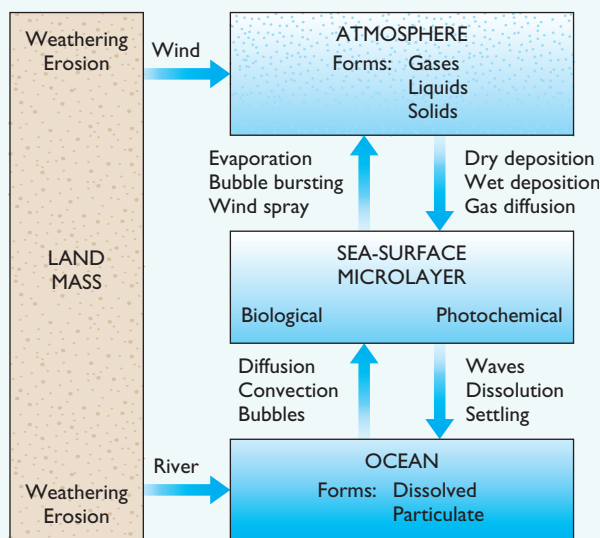 Weathering
Erosion
Wind
ATMOSPHERE
Forms: Gases
Liquids
Solids
Evaporation
Bubble bursting
Wind spray
Dry deposition
Wet deposition
Gas diffusion
LAND
MASS
SEA-SURFACE
MICROLAYER
Biological
Photochemical
Diffusion
Convection
Bubbles
Waves
Dissolution
Settling
River
Weathering
Erosion
OCEAN
Forms: Dissolved
Particulate